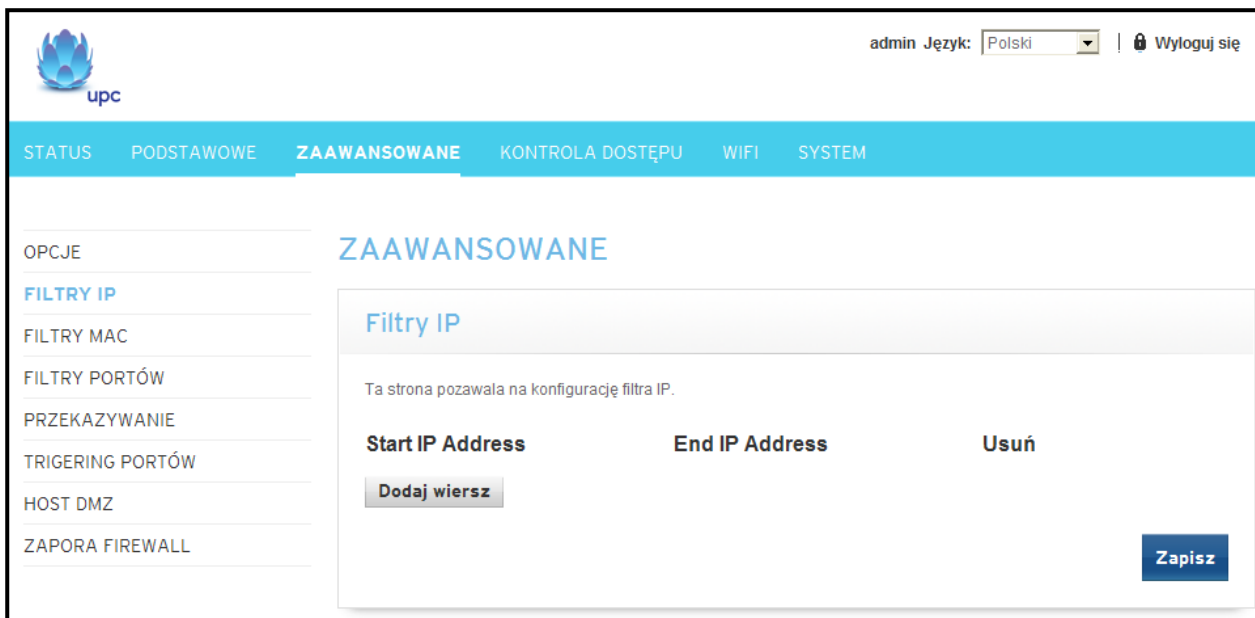 upc
admin Język: Polski | Wyloguj się
STATUS PODSTAWOWE ZAAWANSOWANE KONTROLA DOSTĘPU WIFI SYSTEM
OPCJE
FILTRY IP
FILTRY MAC
FILTRY PORTÓW
PRZEKAZYWANIE
TRIGERING PORTÓW
HOST DMZ
ZAPORA FIREWALL
ZAAWANSOWANE
Filtry IP
Ta strona pozawala na konfigurację filtra IP.
Start IP Address End IP Address Usuń
Dodaj wiersz
Zapisz